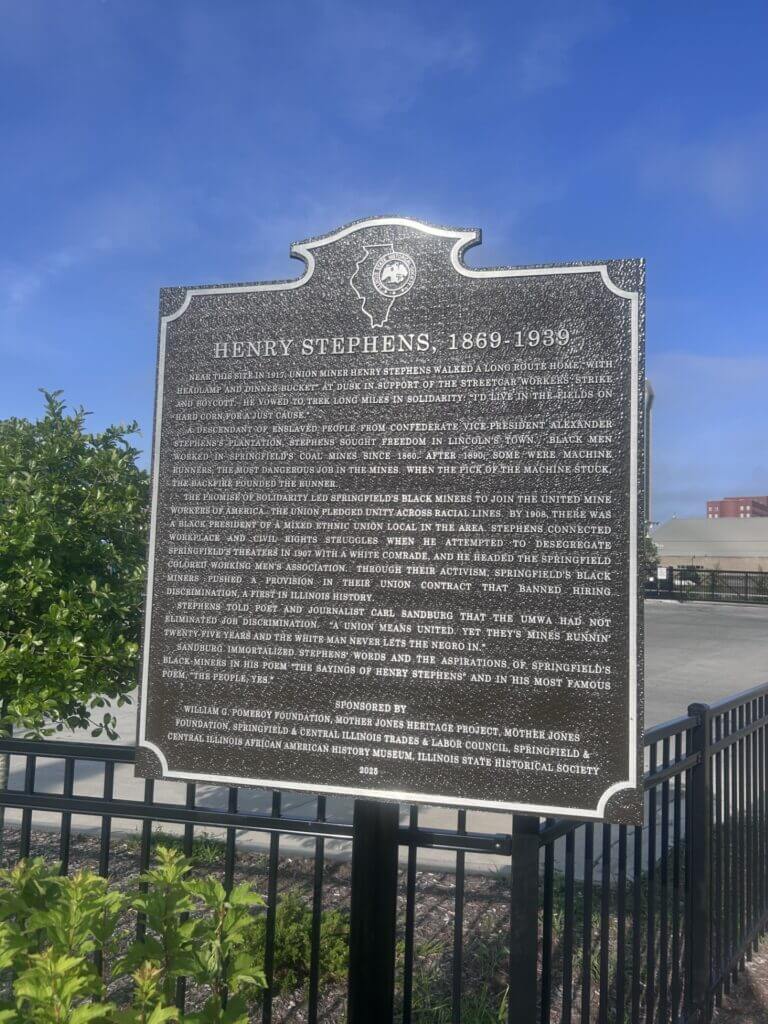 HENRY STEPHENS, 1869-1939
NEAR THIS SITE IN 1917, UNION MINER HENRY STEPHENS WALKED A LONG ROUTE HOME, "WITH
HEADLAMP AND DINNER BUCKET" AT DUSK IN SUPPORT OF THE STREETCAR WORKERS' STRIKE
AND BOYCOTT. HE VOWED TO TREK LONG MILES IN SOLIDARITY: "I'D LIVE IN THE FIELDS ON
HARD CORN FOR A JUST CAUSE."
A DESCENDANT OF ENSLAVED PEOPLE FROM CONFEDERATE VICE-PRESIDENT ALEXANDER
STEPHENS'S PLANTATION, STEPHENS SOUGHT FREEDOM IN LINCOLN'S TOWN. BLACK MEN
WORKED IN SPRINGFIELD'S COAL MINES SINCE 1860. AFTER 1890, SOME WERE MACHINE
RUNNERS, THE MOST DANGEROUS JOB IN THE MINES. WHEN THE PICK OF THE MACHINE STUCK,
THE BACKFIRE POUNDED THE RUNNER.
THE PROMISE OF SOLIDARITY LED SPRINGFIELD'S BLACK MINERS TO JOIN THE UNITED MINE
WORKERS OF AMERICA. THE UNION PLEDGED UNITY ACROSS RACIAL LINES. BY 1908, THERE WAS
A BLACK PRESIDENT OF A MIXED ETHNIC UNION LOCAL IN THE AREA. STEPHENS CONNECTED
WORKPLACE AND CIVIL RIGHTS STRUGGLES WHEN HE ATTEMPTED TO DESEGREGATE
SPRINGFIELD'S THEATERS IN 1907 WITH A WHITE COMRADE, AND HE HEADED THE SPRINGFIELD
COLORED WORKING MEN'S ASSOCIATION. THROUGH THEIR ACTIVISM, SPRINGFIELD'S BLACK
MINERS PUSHED A PROVISION IN THEIR UNION CONTRACT THAT BANNED HIRING
DISCRIMINATION, A FIRST IN ILLINOIS HISTORY.
STEPHENS TOLD POET AND JOURNALIST CARL SANDBURG THAT THE UMWA HAD NOT
ELIMINATED JOB DISCRIMINATION. "A UNION MEANS UNITED. YET THEY'S MINES RUNNIN'
TWENTY-FIVE YEARS AND THE WHITE MAN NEVER LETS THE NEGRO IN."
SANDBURG IMMORTALIZED STEPHENS' WORDS AND THE ASPIRATIONS OF SPRINGFIELD'S
BLACK MINERS IN HIS POEM "THE SAYINGS OF HENRY STEPHENS" AND IN HIS MOST FAMOUS
POEM, "THE PEOPLE, YES."
SPONSORED BY
WILLIAM G. POMEROY FOUNDATION, MOTHER JONES HERITAGE PROJECT, MOTHER JONES
FOUNDATION, SPRINGFIELD & CENTRAL ILLINOIS TRADES & LABOR COUNCIL, SPRINGFIELD &
CENTRAL ILLINOIS AFRICAN AMERICAN HISTORY MUSEUM, ILLINOIS STATE HISTORICAL SOCIETY
2025